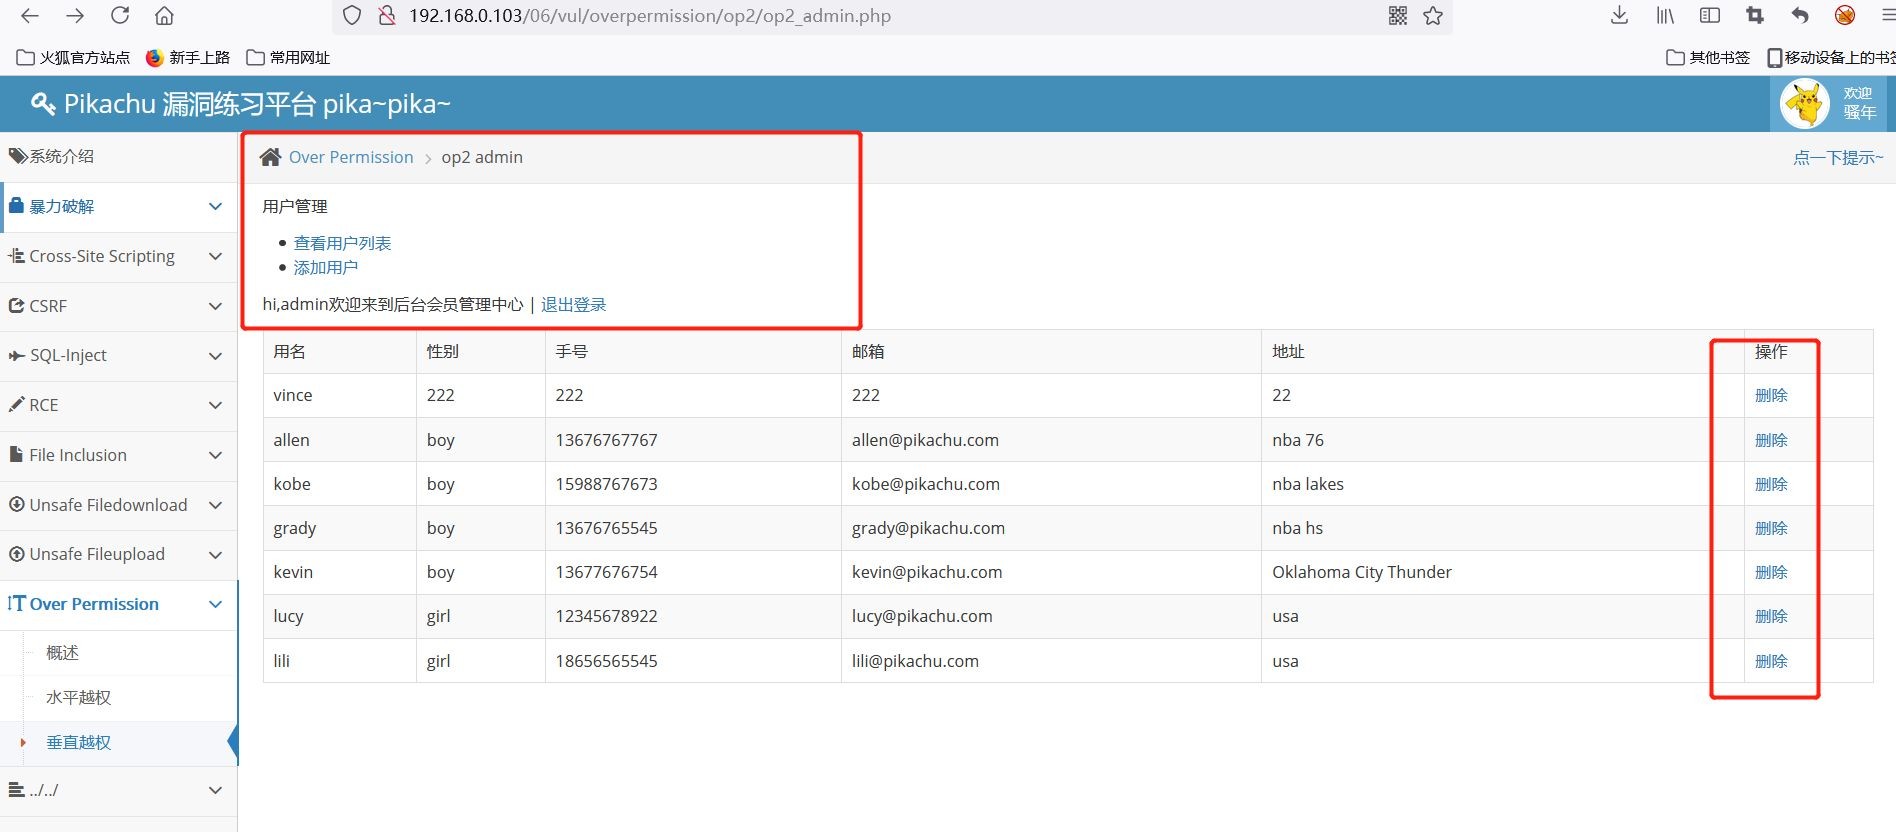 192.168.0.103/06/vul/overpermission/op2/op2_admin.php
火狐官方站点 新手上路 常用网址 其他书签 移动设备上的书签
Pikachu 漏洞练习平台 pika~pika~
欢迎
骚年
系统介绍
暴力破解
Cross-Site Scripting
CSRF
SQL-Inject
RCE
File Inclusion
Unsafe Filedownload
Unsafe Fileupload
Over Permission
概述
水平越权
垂直越权
../../
Over Permission > op2 admin
点一下提示~
用户管理
查看用户列表
添加用户
hi,admin欢迎来到后台会员管理中心 | 退出登录
用名 性别 手号 邮箱 地址 操作
vince 222 222 222 22 删除
allen boy 13676767767 allen@pikachu.com nba 76 删除
kobe boy 15988767673 kobe@pikachu.com nba lakes 删除
grady boy 13676765545 grady@pikachu.com nba hs 删除
kevin boy 13677676754 kevin@pikachu.com Oklahoma City Thunder 删除
lucy girl 12345678922 lucy@pikachu.com usa 删除
lili girl 18656565545 lili@pikachu.com usa 删除